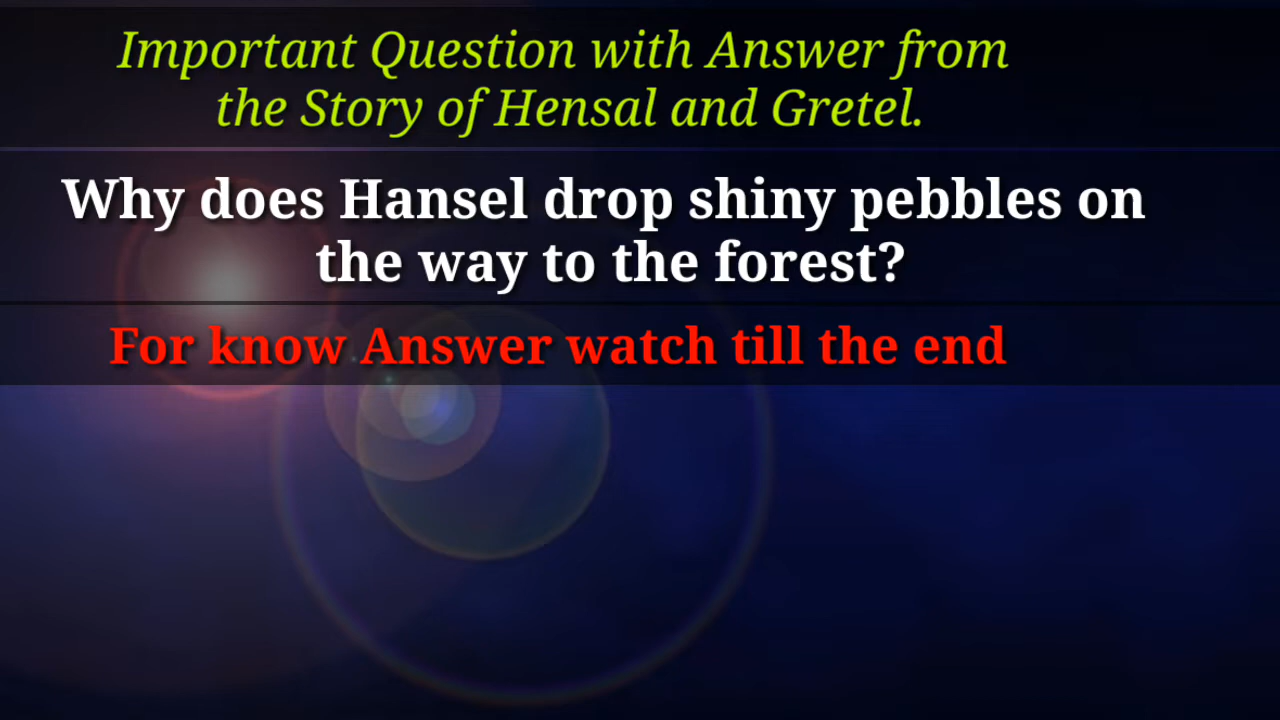 Important Question with Answer from
the Story of Hensal and Gretel.
Why does Hansel drop shiny pebbles on
the way to the forest?
For know Answer watch till the end